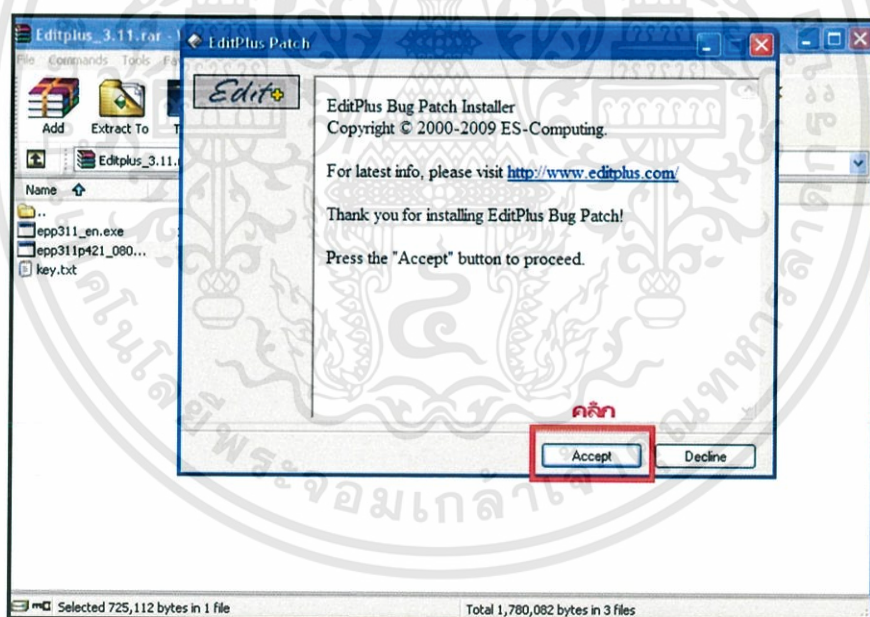 Editplus_3.11.rar -
EditPlus Patch
File Commands Tools
Edit+
Add
Extract To
EditPlus Bug Patch Installer
Copyright © 2000-2009 ES-Computing.
For latest info, please visit http://www.editplus.com/
Thank you for installing EditPlus Bug Patch!
Press the "Accept" button to proceed.
Editplus_3.11.
Name
..
epp311_en.exe
epp311p421_080...
key.txt
คลิก
Accept
Decline
Selected 725,112 bytes in 1 file
Total 1,780,082 bytes in 3 files